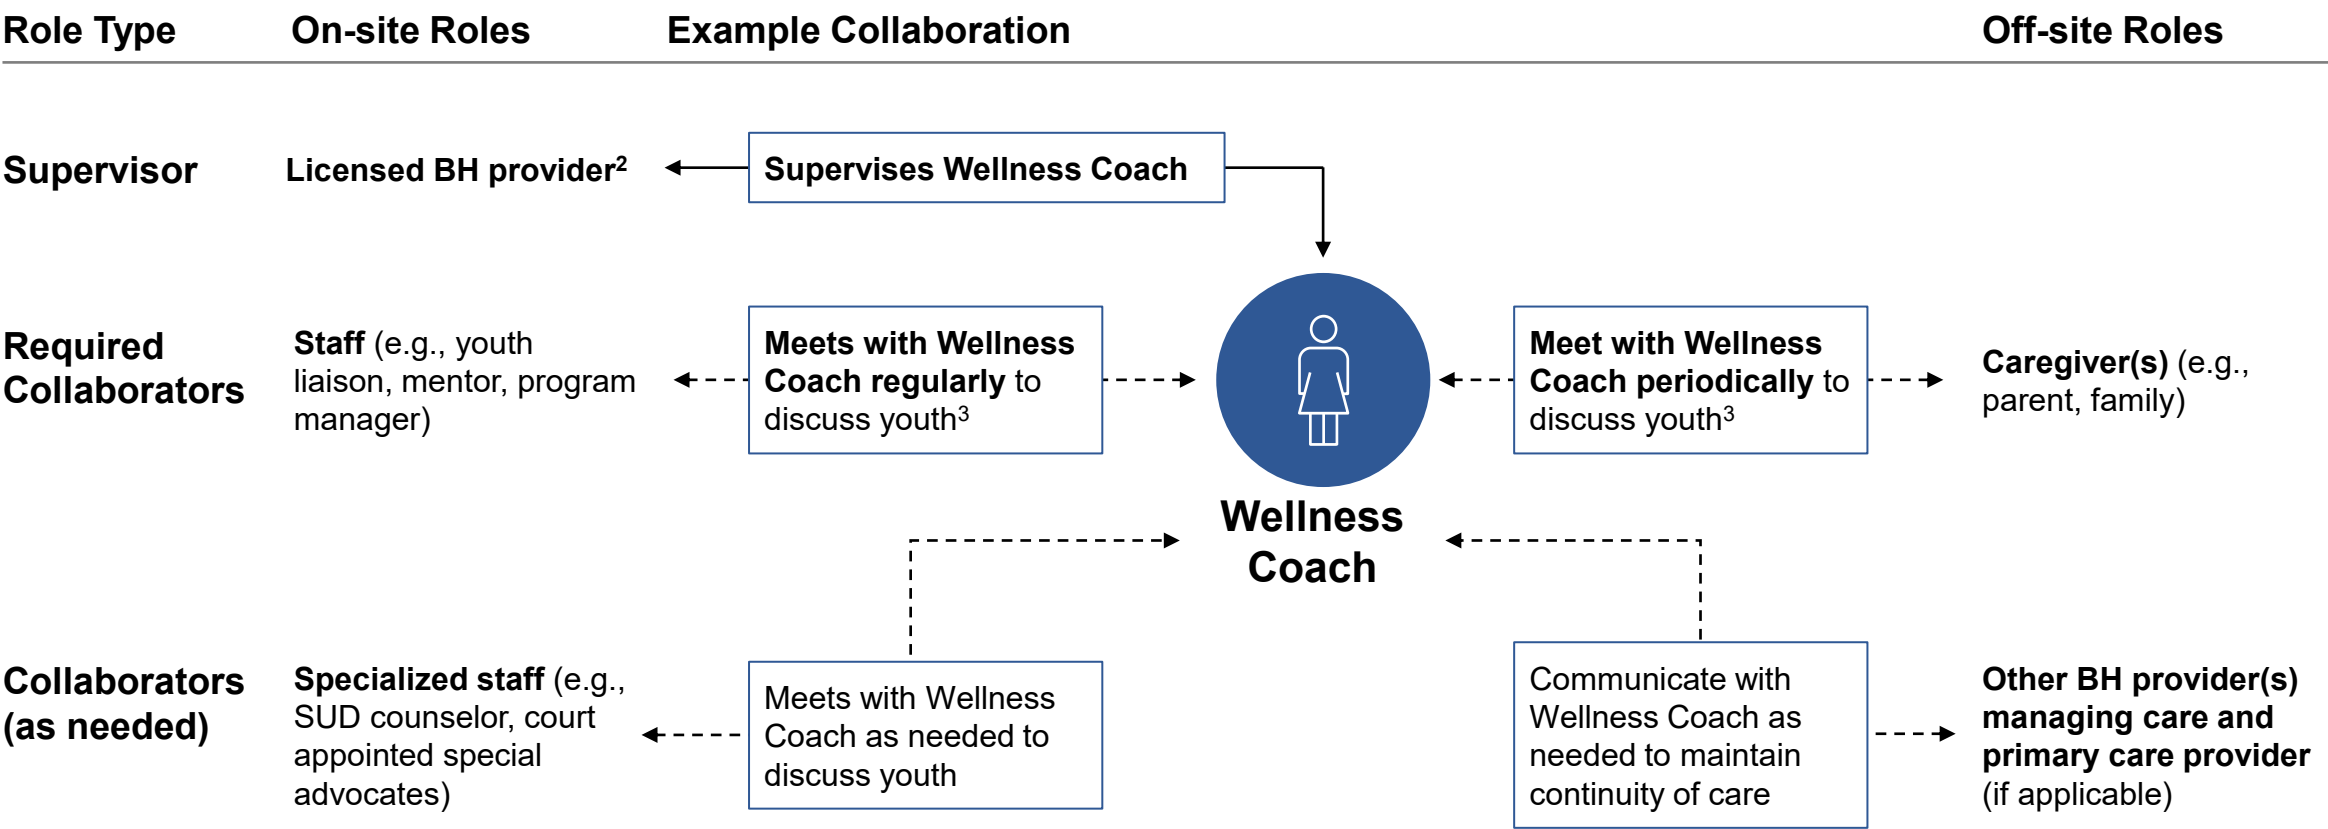 Role Type
On-site Roles
Example Collaboration
Off-site Roles
Supervisor
Licensed BH provider²
Supervises Wellness Coach
Required
Collaborators
Staff (e.g., youth
liaison, mentor, program
manager)
Meets with Wellness
Coach regularly to
discuss youth³
Meet with Wellness
Coach periodically to
discuss youth³
Caregiver(s) (e.g.,
parent, family)
Wellness
Coach
Collaborators
(as needed)
Specialized staff (e.g.,
SUD counselor, court
appointed special
advocates)
Meets with Wellness
Coach as needed to
discuss youth
Communicate with
Wellness Coach as
needed to maintain
continuity of care
Other BH provider(s)
managing care and
primary care provider
(if applicable)